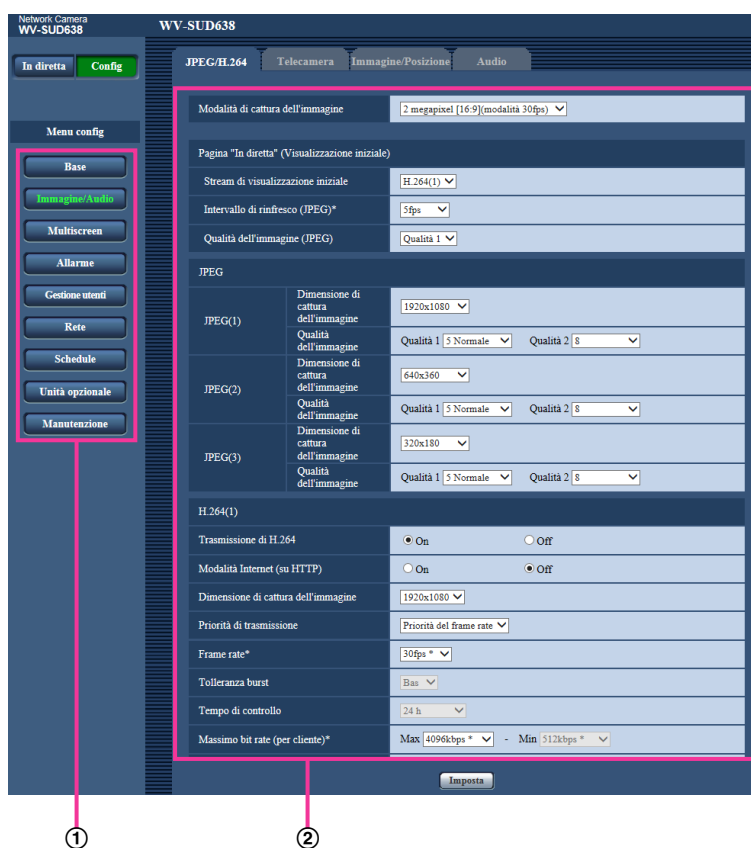 Network Camera
WV-SUD638
WV-SUD638
In diretta
Config
JPEG/H.264
Telecamera
Immagine/Posizione
Audio
Menu config
Base
Immagine/Audio
Multiscreen
Allarme
Gestione utenti
Rete
Schedule
Unità opzionale
Manutenzione
Modalità di cattura dell'immagine
2 megapixel [16:9](modalità 30fps)
Pagina "In diretta" (Visualizzazione iniziale)
Stream di visualizzazione iniziale
H.264(1)
Intervallo di rinfresco (JPEG)*
5fps
Qualità dell'immagine (JPEG)
Qualità 1
JPEG
JPEG(1)
Dimensione di
cattura
dell'immagine
1920x1080
Qualità
dell'immagine
Qualità 1 5 Normale Qualità 2 8
JPEG(2)
Dimensione di
cattura
dell'immagine
640x360
Qualità
dell'immagine
Qualità 1 5 Normale Qualità 2 8
JPEG(3)
Dimensione di
cattura
dell'immagine
320x180
Qualità
dell'immagine
Qualità 1 5 Normale Qualità 2 8
H.264(1)
Trasmissione di H.264
On Off
Modalità Internet (su HTTP)
On Off
Dimensione di cattura dell'immagine
1920x1080
Priorità di trasmissione
Priorità del frame rate
Frame rate*
30fps *
Tolleranza burst
Bas
Tempo di controllo
24 h
Massimo bit rate (per cliente)*
Max 4096kbps * - Min 512kbps *
Imposta
① ②